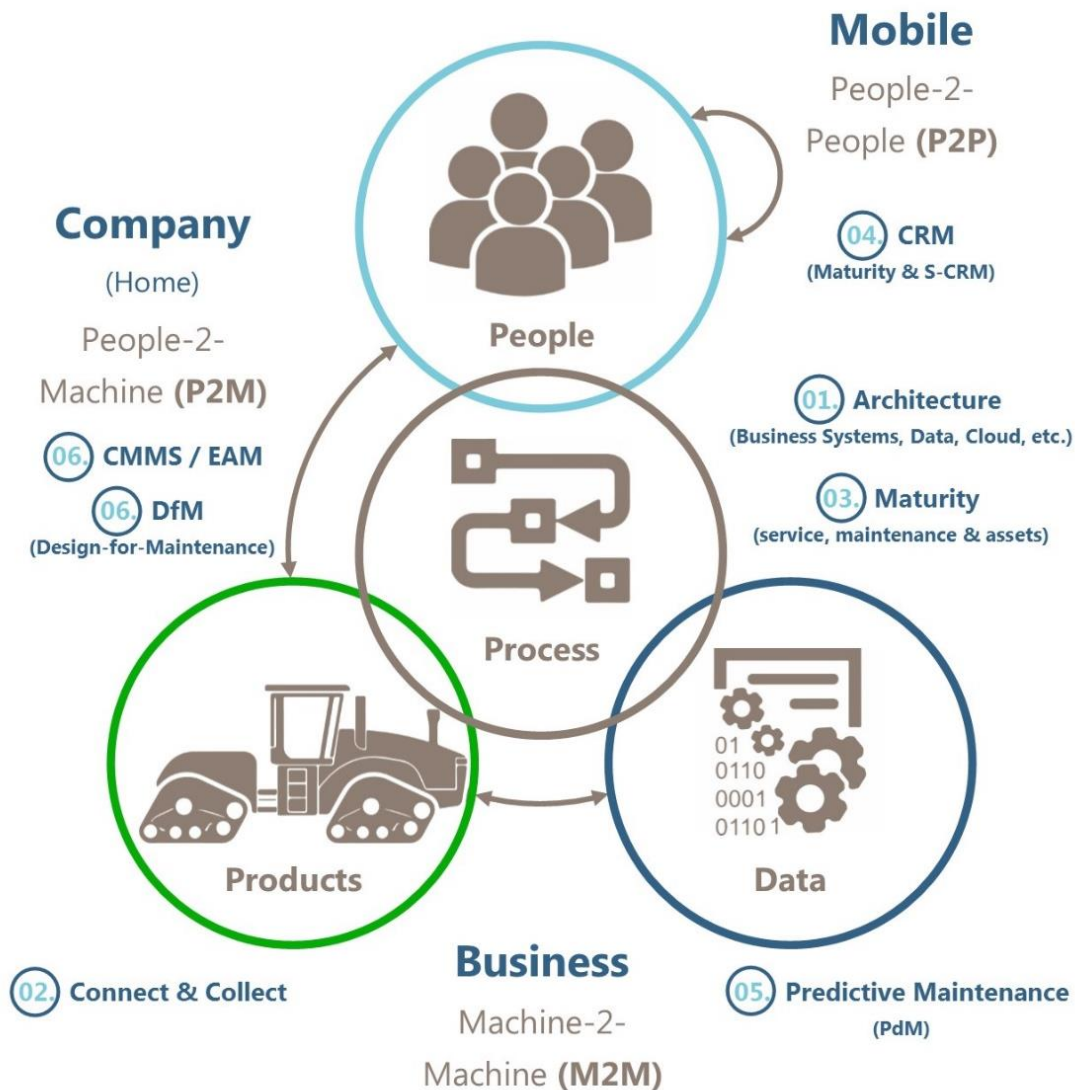 Mobile
People-2-
People (P2P)
04. CRM
(Maturity & S-CRM)
Company
(Home)
People-2-
Machine (P2M)
06. CMMS / EAM
06. DfM
(Design-for-Maintenance)
People
01. Architecture
(Business Systems, Data, Cloud, etc.)
03. Maturity
(service, maintenance & assets)
Process
01
0110
0001
0110 1
Products
Data
02. Connect & Collect
Business
Machine-2-
Machine (M2M)
05. Predictive Maintenance
(PdM)